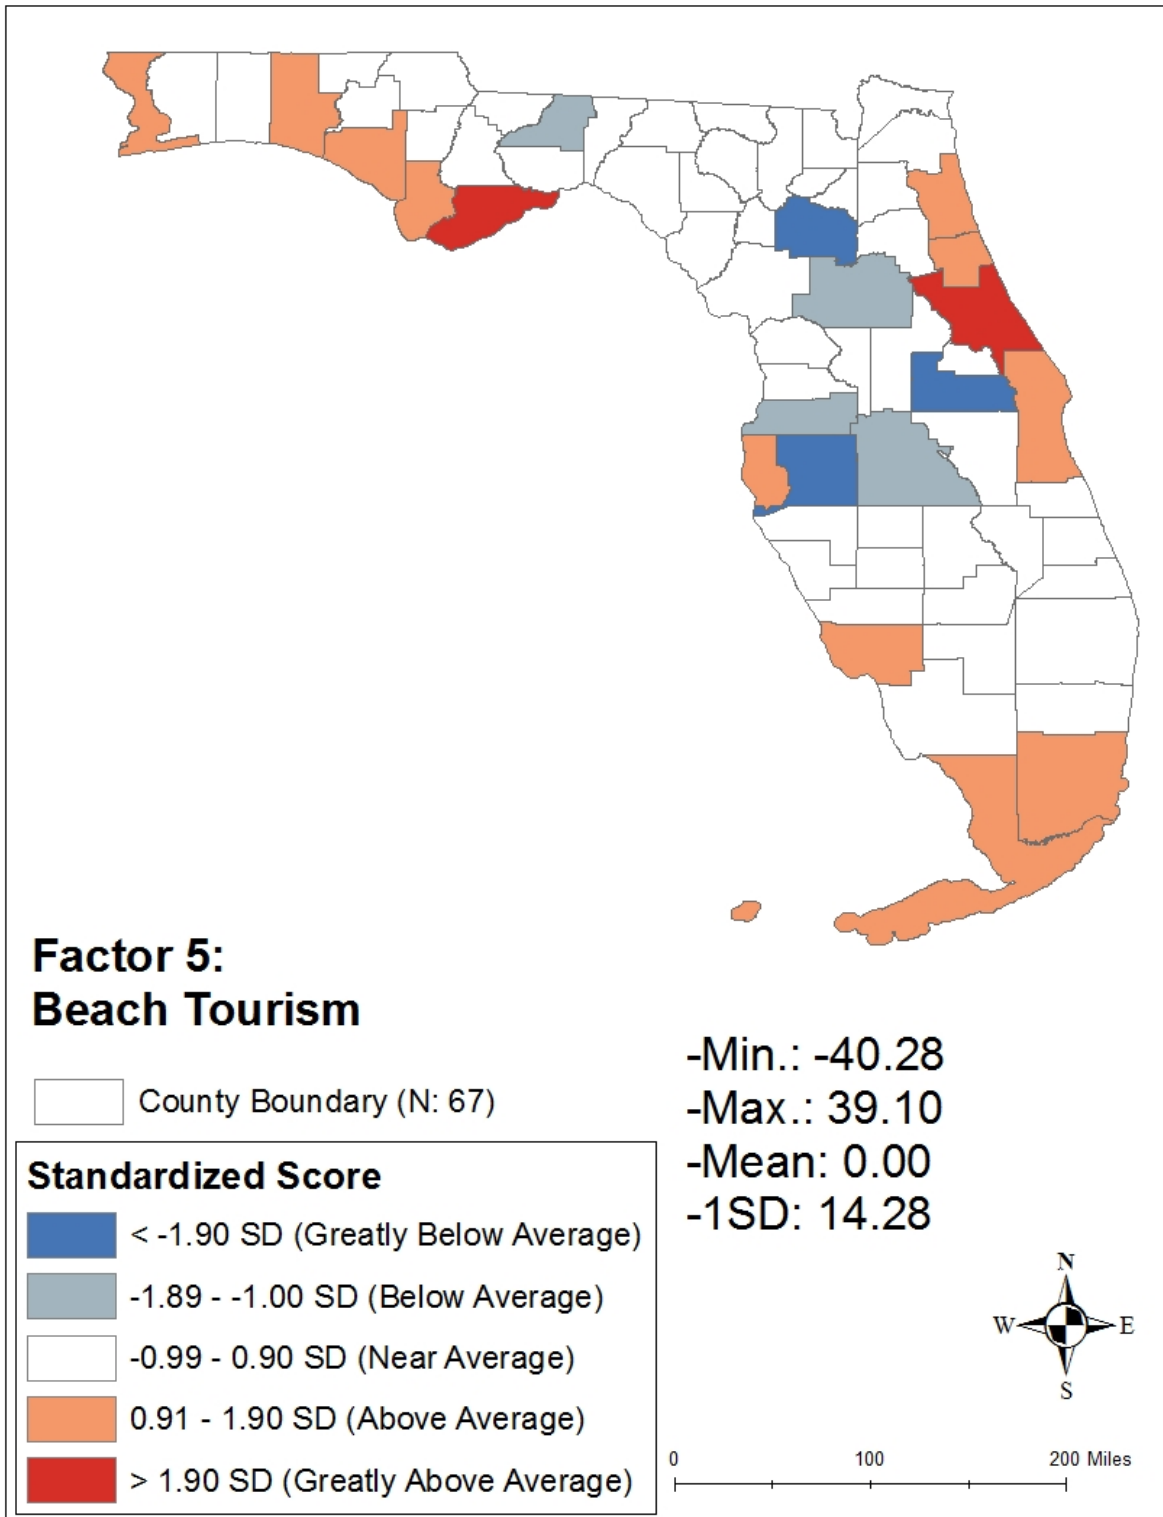 Factor 5:
Beach Tourism
County Boundary (N: 67)
Standardized Score
< -1.90 SD (Greatly Below Average)
-1.89 - -1.00 SD (Below Average)
-0.99 - 0.90 SD (Near Average)
0.91 - 1.90 SD (Above Average)
> 1.90 SD (Greatly Above Average)
-Min.: -40.28
-Max.: 39.10
-Mean: 0.00
-1SD: 14.28
N
W E
S
0 100 200 Miles